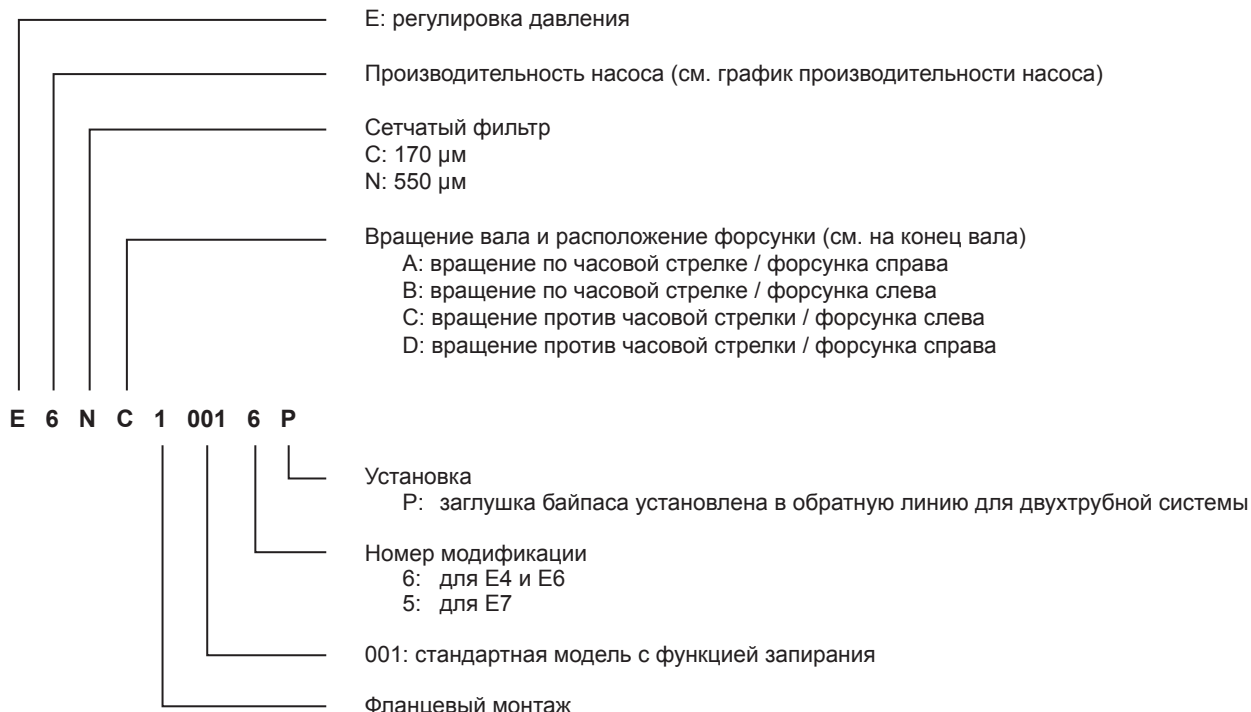 E: регулировка давления
Производительность насоса (см. график производительности насоса)
Сетчатый фильтр
C: 170 µм
N: 550 µм
Вращение вала и расположение форсунки (см. на конец вала)
A: вращение по часовой стрелке / форсунка справа
B: вращение по часовой стрелке / форсунка слева
C: вращение против часовой стрелки / форсунка слева
D: вращение против часовой стрелки / форсунка справа
E 6 N C 1 001 6 P
Установка
P: заглушка байпаса установлена в обратную линию для двухтрубной системы
Номер модификации
6: для E4 и E6
5: для E7
001: стандартная модель с функцией запирания
Фланцевый монтаж